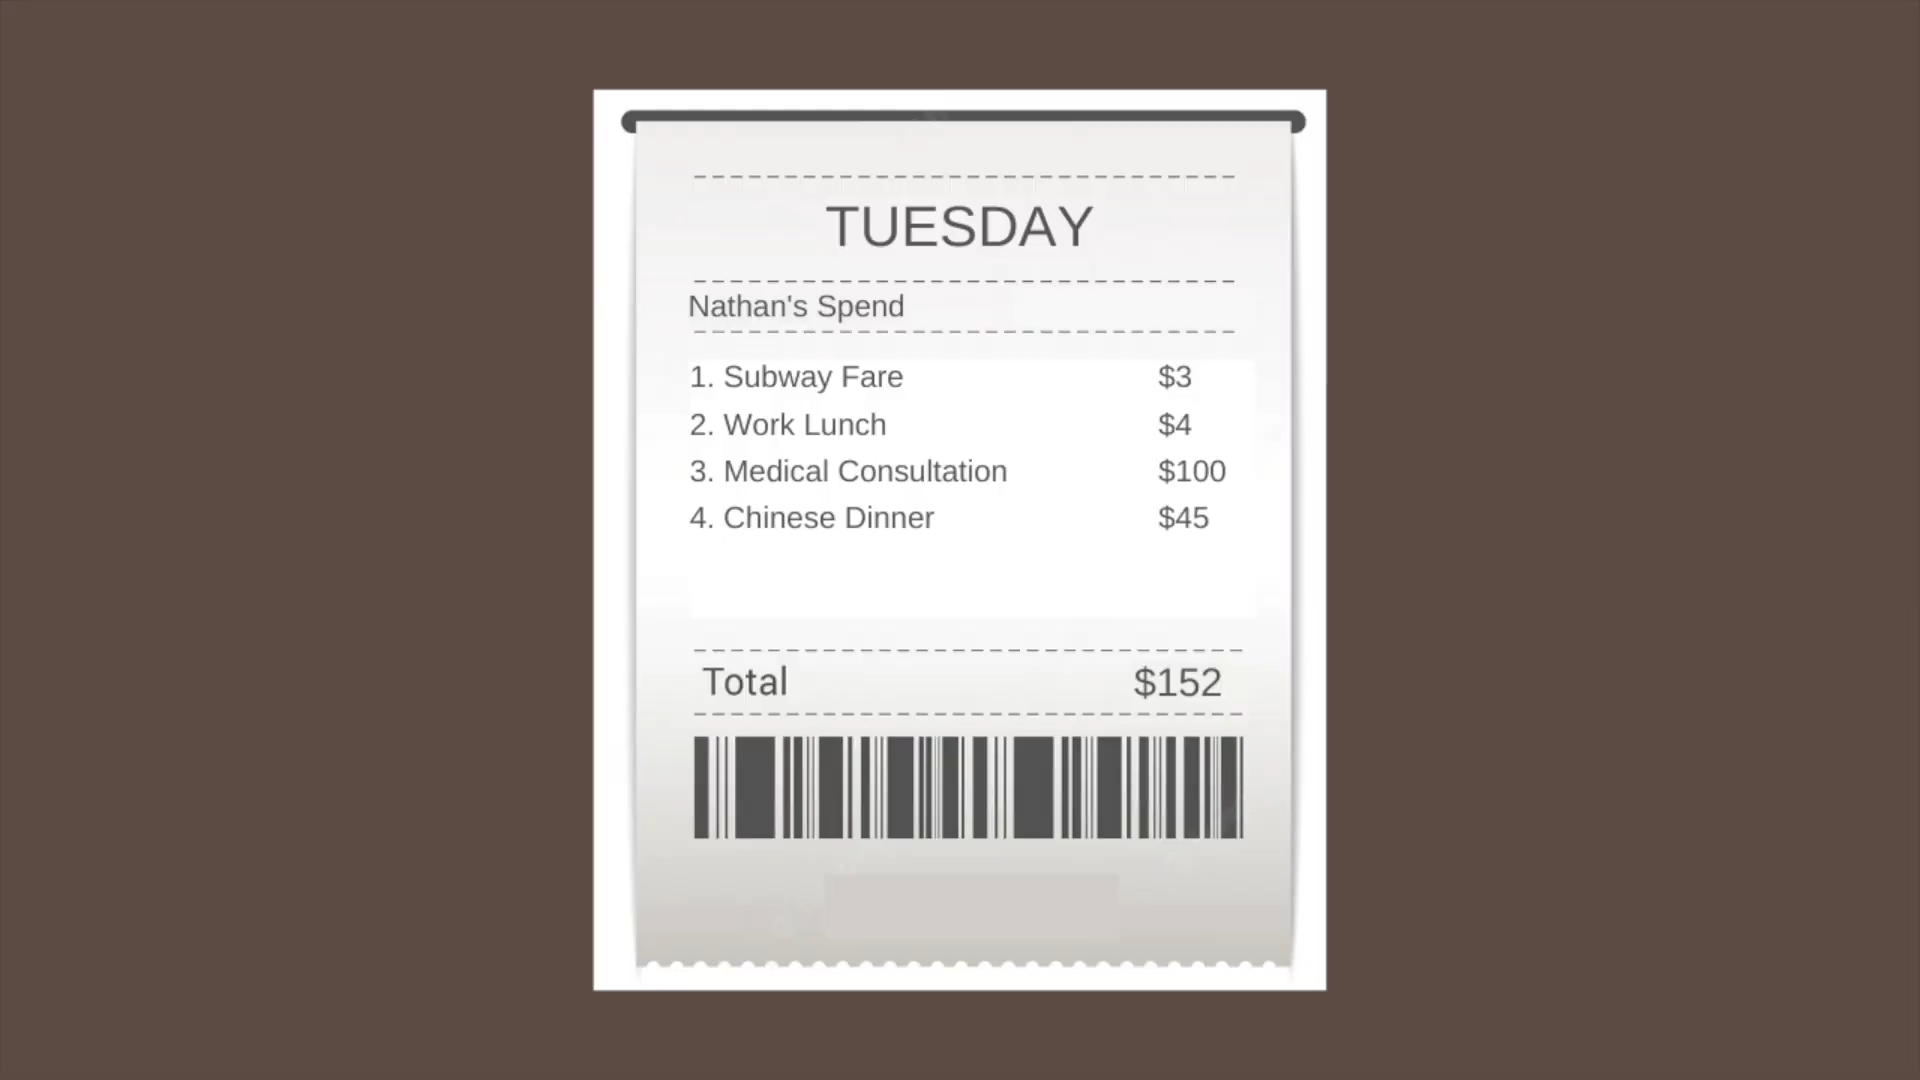 TUESDAY
Nathan's Spend
1. Subway Fare $3
2. Work Lunch $4
3. Medical Consultation $100
4. Chinese Dinner $45
Total $152